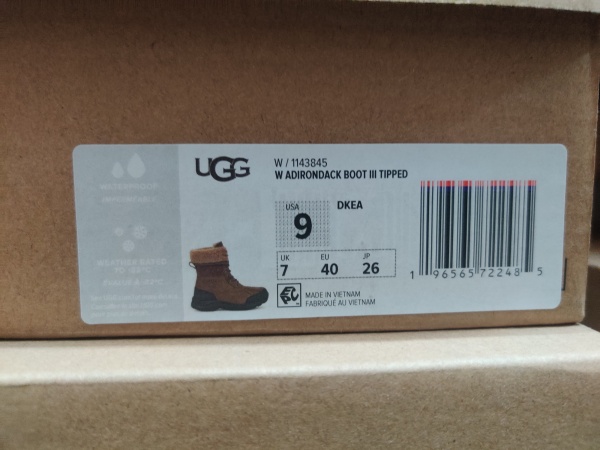 WATERPROOF
UGG
W / 1143845
W ADIRONDACK BOOT III TIPPED
USA
9
DKEA
UK
7
EU
40
JP
26
MADE IN VIETNAM
FABRIQUÉ AU VIETNAM
1 96565 72248 5